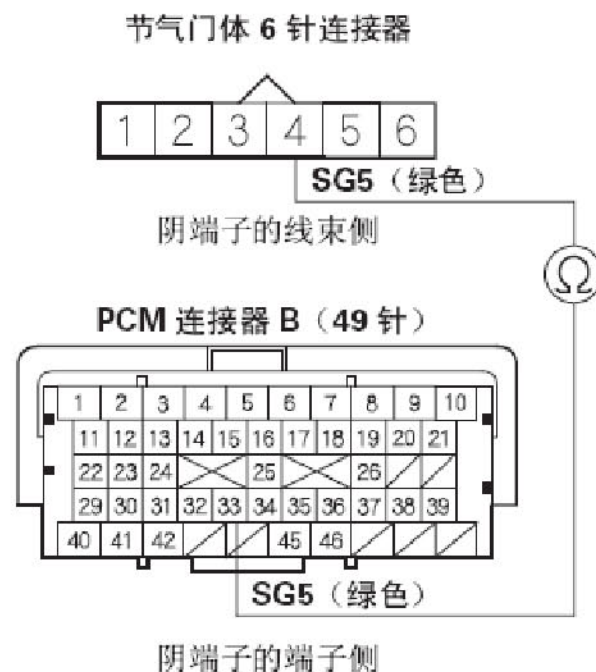 节气门体 6 针连接器
1 2 3 4 5 6
SG5（绿色）
阴端子的线束侧
Ω
PCM 连接器 B（49 针）
1 2 3 4 5 6 7 8 9 10
11 12 13 14 15 16 17 18 19 20 21
22 23 24 25 26
29 30 31 32 33 34 35 36 37 38 39
40 41 42 45 46
SG5（绿色）
阴端子的端子侧